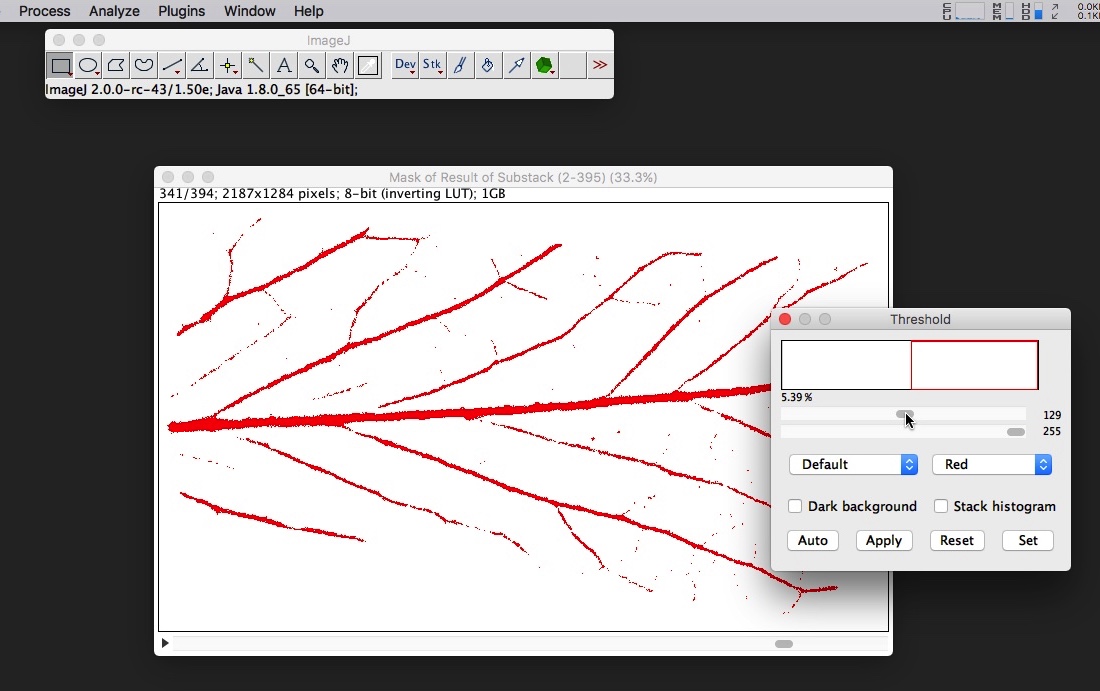 Process Analyze Plugins Window Help CPU MEM HDD 0.0K
0.1K
ImageJ
A Dev Stk >>
ImageJ 2.0.0-rc-43/1.50e; Java 1.8.0_65 [64-bit];
Mask of Result of Substack (2-395) (33.3%)
341/394; 2187x1284 pixels; 8-bit (inverting LUT); 1GB
Threshold
5.39 %
129
255
Default Red
Dark background Stack histogram
Auto Apply Reset Set